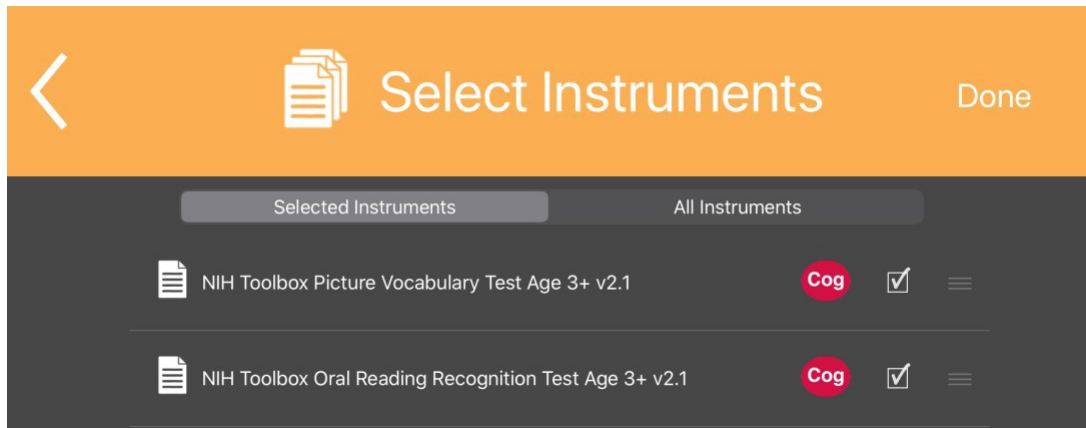 Select Instruments
Done
Selected Instruments
All Instruments
NIH Toolbox Picture Vocabulary Test Age 3+ v2.1
Cog
NIH Toolbox Oral Reading Recognition Test Age 3+ v2.1
Cog